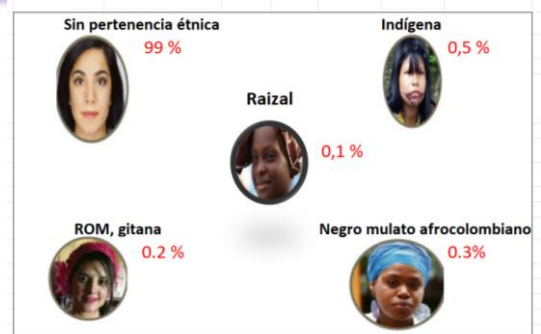 Sin pertenencia étnica
99 %
Indígena
0,5 %
Raizal
0,1 %
ROM, gitana
0.2 %
Negro mulato afrocolombiano
0.3%